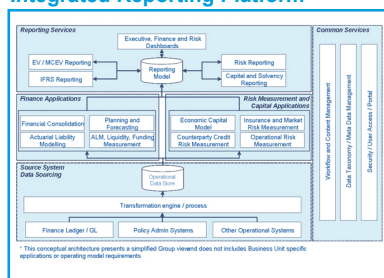 Integrated Reporting Platform
Reporting Services
Common Services
Executive, Finance and Risk
Dashboards
EV / MCEV Reporting
Reporting
Model
Risk Reporting
IFRS Reporting
Capital and Solvency
Reporting
Finance Applications
Risk Measurement and
Capital Applications
Financial Consolidation
Planning and
Forecasting
Economic Capital
Model
Insurance and Market
Risk Measurement
Actuarial Liability
Modelling
ALM, Liquidity, Funding
Measurement
Counterparty Credit
Risk Measurement
Operational Risk
Measurement
Source System
Data Sourcing
Operational
Data Store
Transformation engine / process
Finance Ledger / GL
Policy Admin Systems
Other Operational Systems
Workflow and Content Management
Data Taxonomy / Meta Data Management
Security / User Access / Portal
* This conceptual architecture presents a simplified Group view and does not includes Business Unit specific
applications or operating model requirements